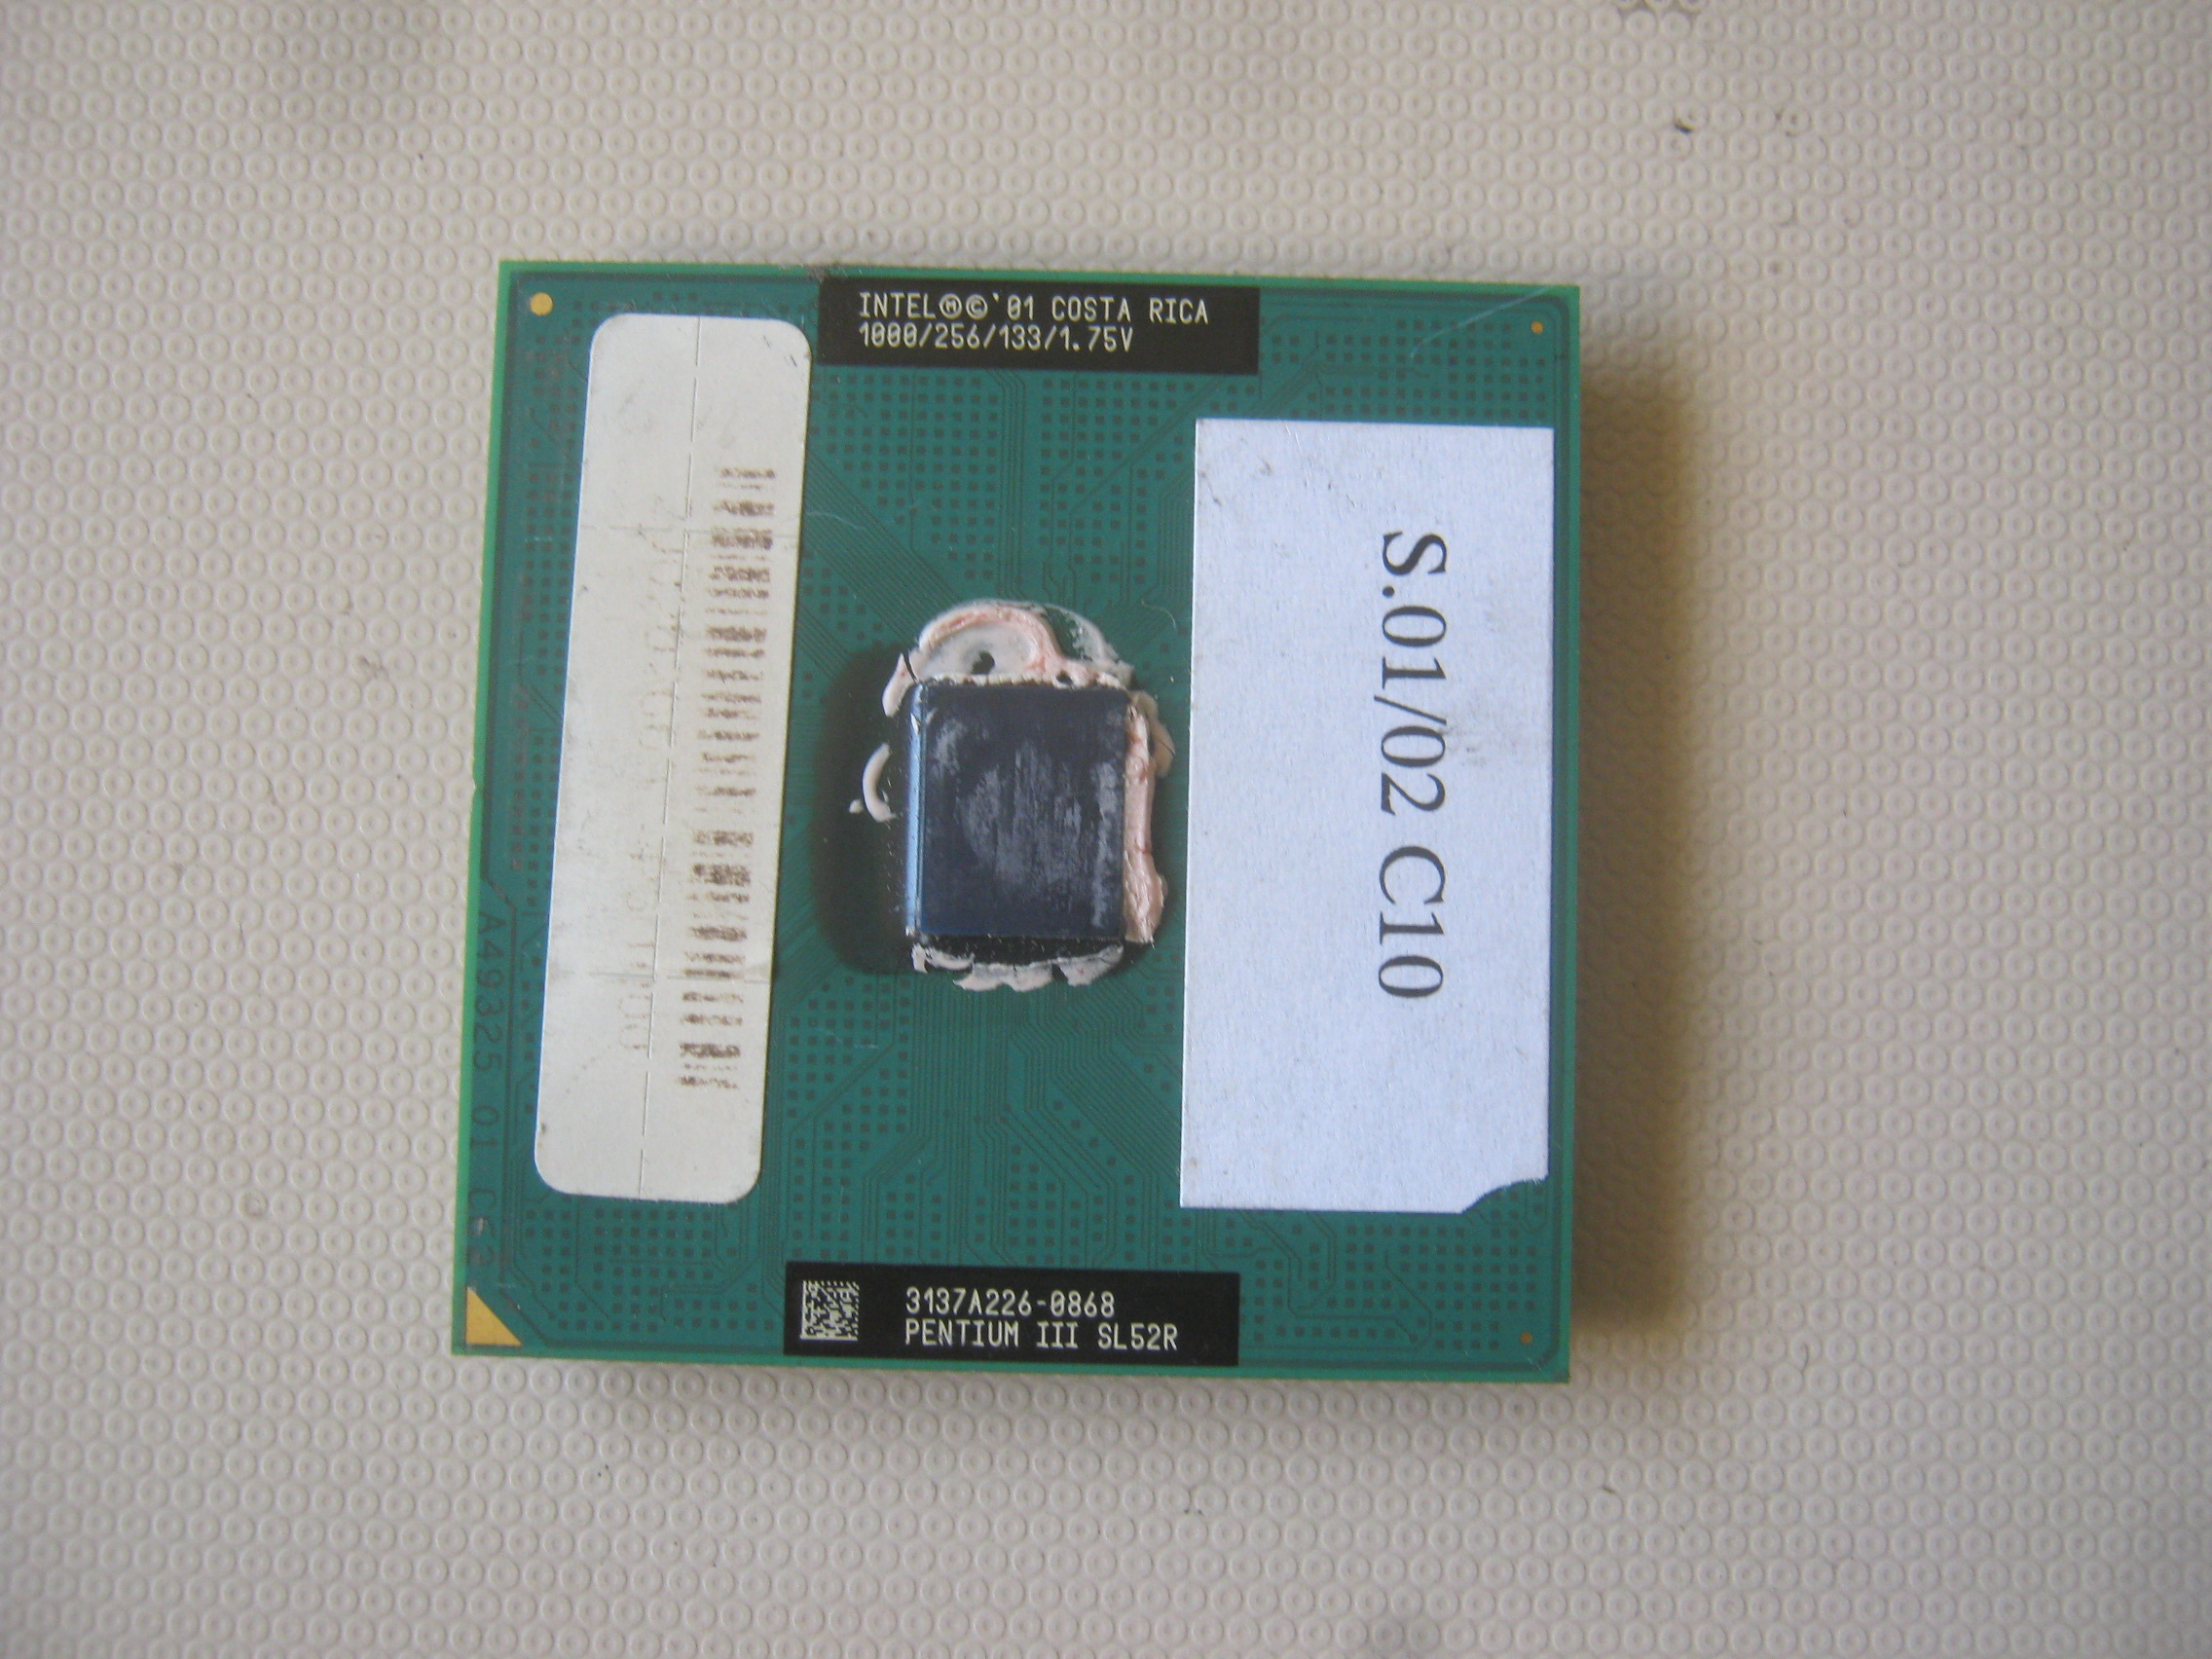 INTEL®©'01 COSTA RICA
1000/256/133/1.75V
S.01/02 C10
A49325 01
3137A226-0868
PENTIUM III SL52R